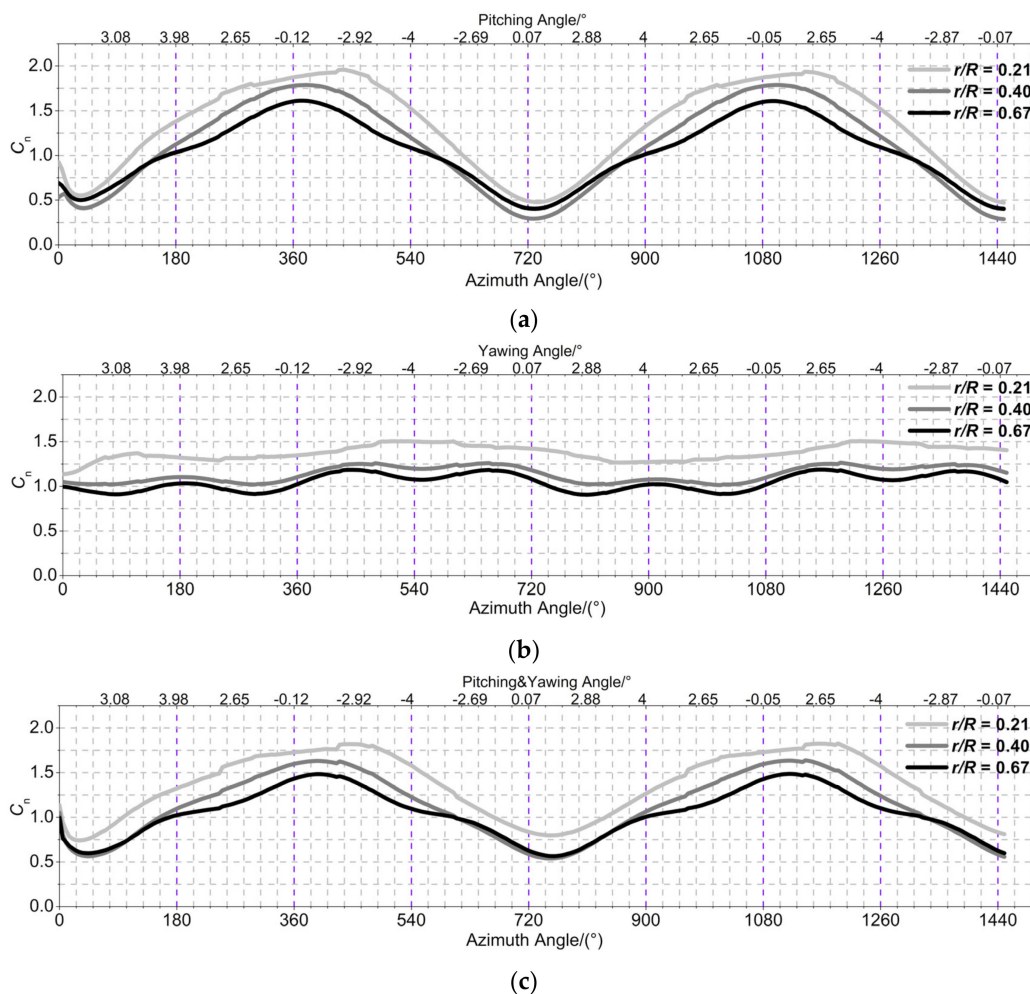 Pitching Angle/°
3.08 3.98 2.65 -0.12 -2.92 -4 -2.69 0.07 2.88 4 2.65 -0.05 2.65 -4 -2.87 -0.07
2.0
r/R = 0.21
r/R = 0.40
1.5
r/R = 0.67
Cn
1.0
0.5
0.0
0 180 360 540 720 900 1080 1260 1440
Azimuth Angle/(°)
(a)
Yawing Angle/°
3.08 3.98 2.65 -0.12 -2.92 -4 -2.69 0.07 2.88 4 2.65 -0.05 2.65 -4 -2.87 -0.07
2.0
r/R = 0.21
r/R = 0.40
1.5
r/R = 0.67
Cn
1.0
0.5
0.0
0 180 360 540 720 900 1080 1260 1440
Azimuth Angle/(°)
(b)
Pitching&Yawing Angle/°
3.08 3.98 2.65 -0.12 -2.92 -4 -2.69 0.07 2.88 4 2.65 -0.05 2.65 -4 -2.87 -0.07
2.0
r/R = 0.21
r/R = 0.40
1.5
r/R = 0.67
Cn
1.0
0.5
0.0
0 180 360 540 720 900 1080 1260 1440
Azimuth Angle/(°)
(c)